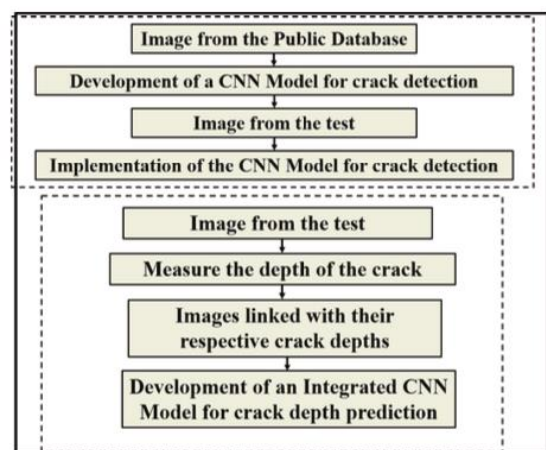 Image from the Public Database
Development of a CNN Model for crack detection
Image from the test
Implementation of the CNN Model for crack detection
Image from the test
Measure the depth of the crack
Images linked with their
respective crack depths
Development of an Integrated CNN
Model for crack depth prediction